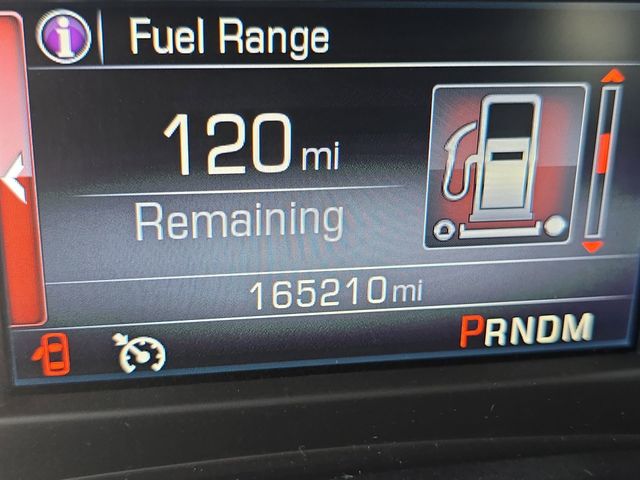 i Fuel Range
120 mi
Remaining
165210 mi
PRNDM